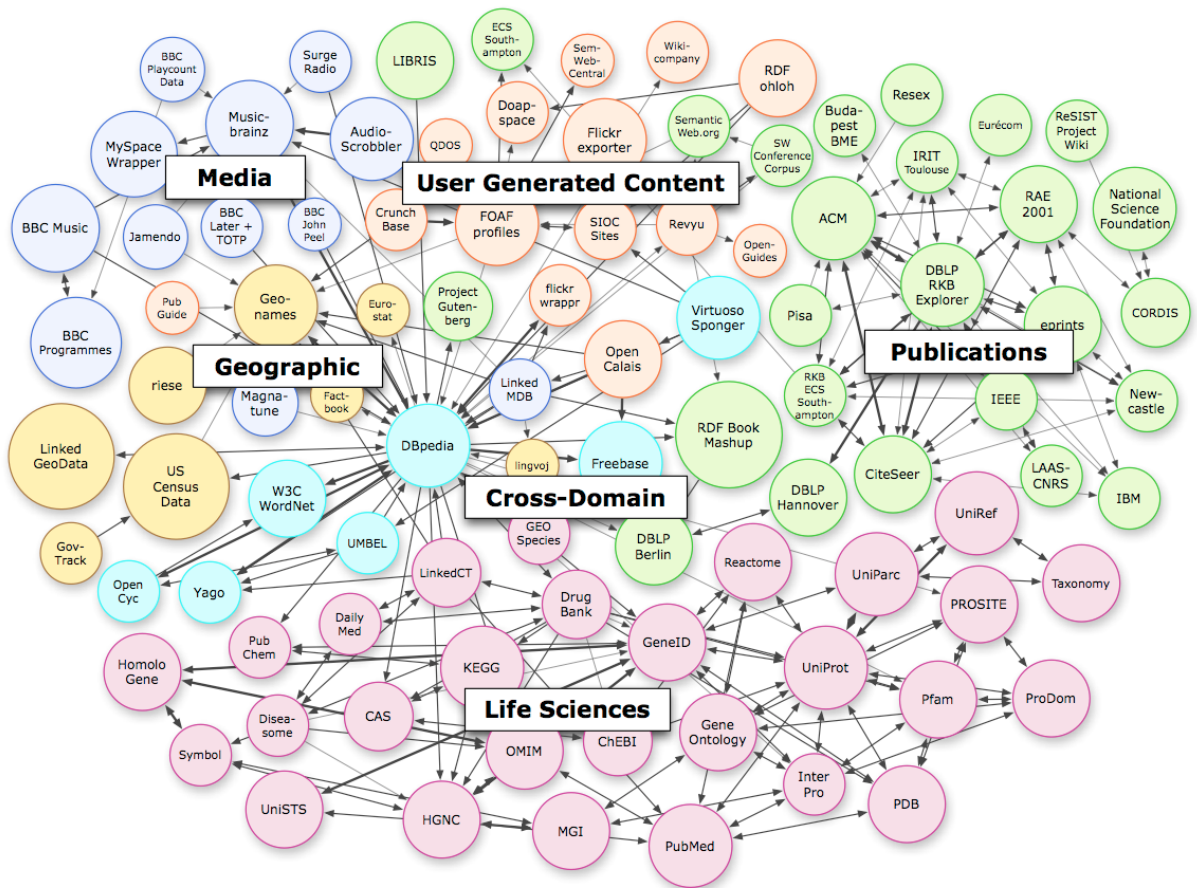 BBC
Playcount
Data
Surge
Radio
LIBRIS
ECS
South-
ampton
Sem-
Web-
Central
Wiki-
company
RDF
ohloh
Music-
brainz
Audio-
Scrobbler
MySpace
Wrapper
QDOS
Doap-
space
Flickr
exporter
Semantic
Web.org
SW
Conference
Corpus
Buda-
pest
BME
Resex
Eurécom
ReSIST
Project
Wiki
IRIT
Toulouse
Media
User Generated Content
BBC Music
Jamendo
BBC
Later +
TOTP
BBC
John
Peel
Crunch
Base
FOAF
profiles
SIOC
Sites
Revyu
Open-
Guides
ACM
RAE
2001
National
Science
Foundation
DBLP
RKB
Explorer
BBC
Programmes
Pub
Guide
Geo-
names
Euro-
stat
Project
Guten-
berg
flickr
wrappr
Virtuoso
Sponger
Pisa
eprints
CORDIS
Geographic
Publications
riese
Magna-
tune
Fact-
book
Linked
MDB
Open
Calais
RKB
ECS
South-
ampton
IEEE
New-
castle
Linked
GeoData
US
Census
Data
DBpedia
lingvoj
Freebase
RDF Book
Mashup
CiteSeer
LAAS-
CNRS
IBM
W3C
WordNet
Cross-Domain
DBLP
Hannover
Gov-
Track
UMBEL
GEO
Species
DBLP
Berlin
UniRef
Open
Cyc
Yago
LinkedCT
Reactome
UniParc
Taxonomy
Drug
Bank
PROSITE
Daily
Med
Pub
Chem
Homolo
Gene
KEGG
GeneID
UniProt
Pfam
ProDom
Life Sciences
CAS
Disea-
some
Symbol
OMIM
ChEBI
Gene
Ontology
Inter
Pro
PDB
UniSTS
HGNC
MGI
PubMed